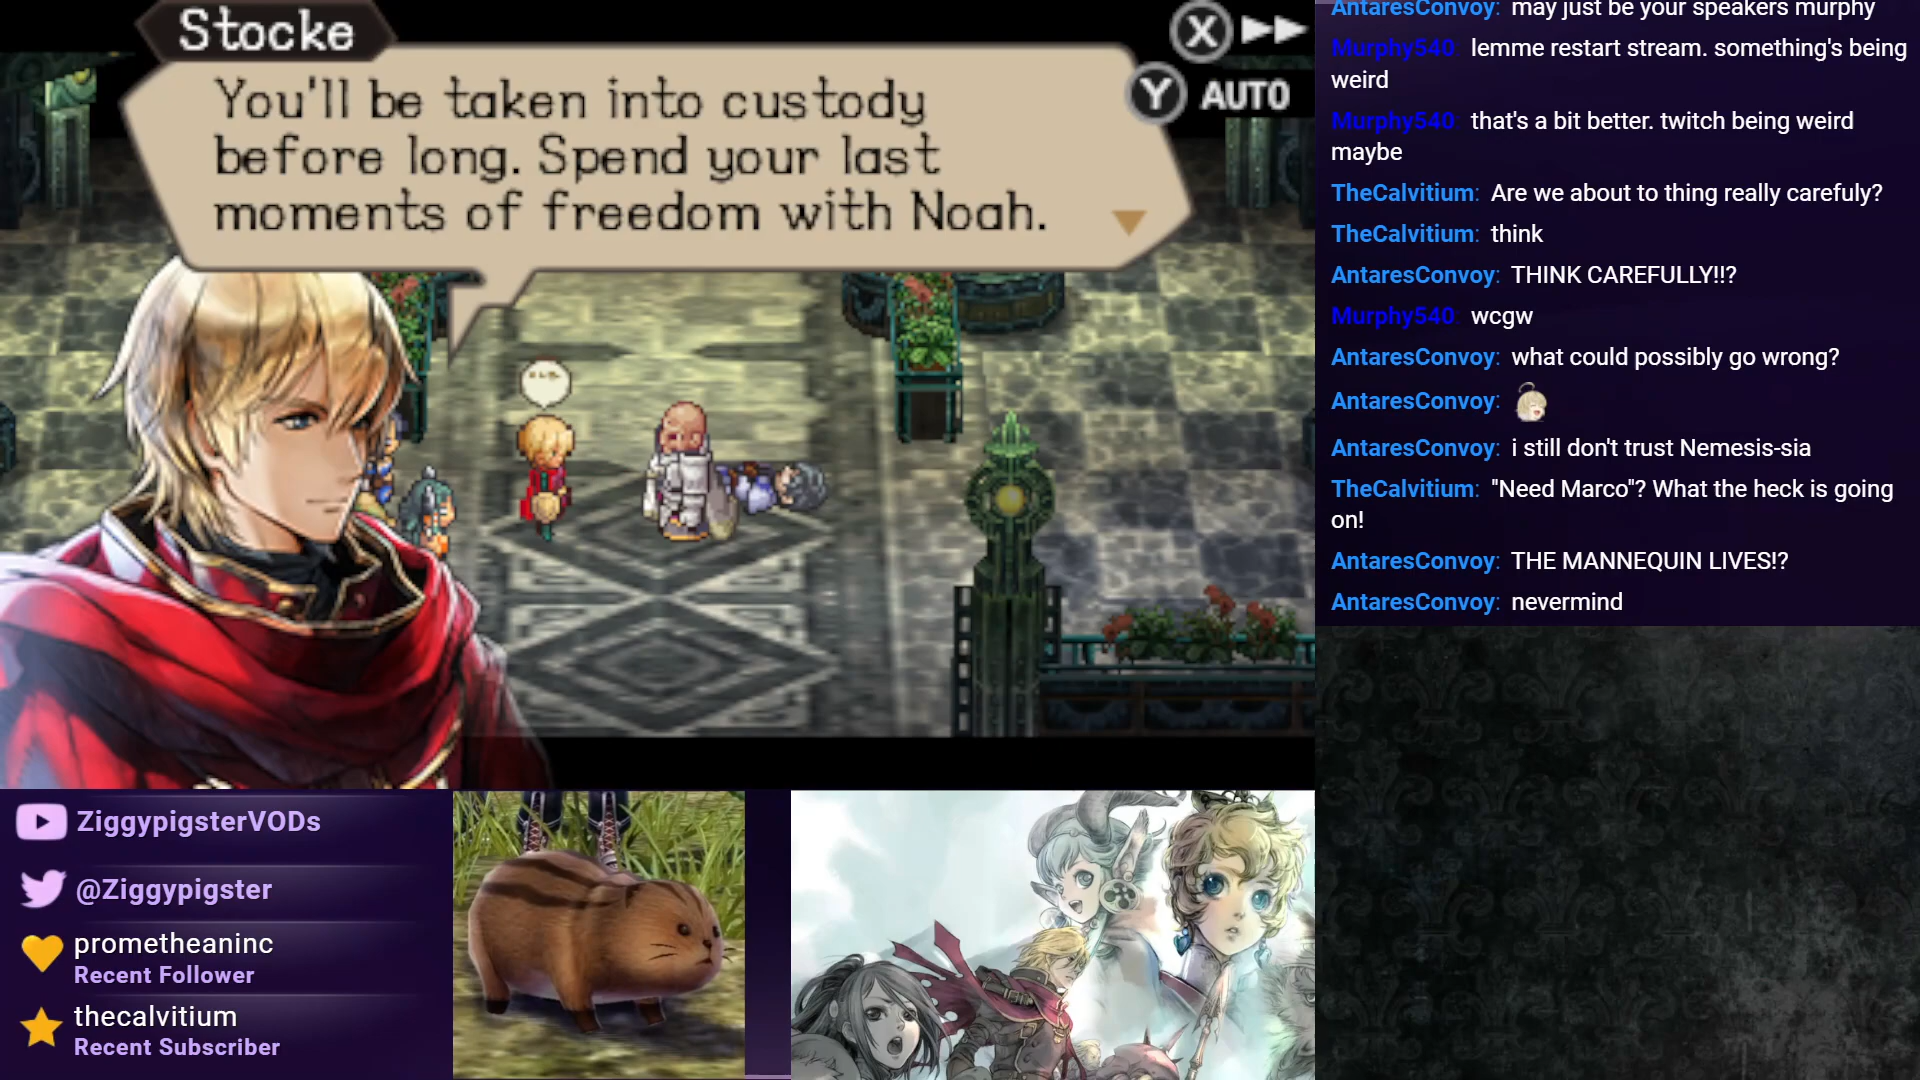 Stocke
You'll be taken into custody
before long. Spend your last
moments of freedom with Noah.
X
Y AUTO
AntaresConvoy: may just be your speakers murphy
Murphy540: lemme restart stream. something's being
weird
Murphy540: that's a bit better. twitch being weird
maybe
TheCalvitium: Are we about to thing really carefuly?
TheCalvitium: think
AntaresConvoy: THINK CAREFULLY!!?
Murphy540: wcgw
AntaresConvoy: what could possibly go wrong?
AntaresConvoy:
AntaresConvoy: i still don't trust Nemesis-sia
TheCalvitium: "Need Marco"? What the heck is going
on!
AntaresConvoy: THE MANNEQUIN LIVES!?
AntaresConvoy: nevermind
ZiggypigsterVODs
@Ziggypigster
prometheaninc
Recent Follower
thecalvitium
Recent Subscriber